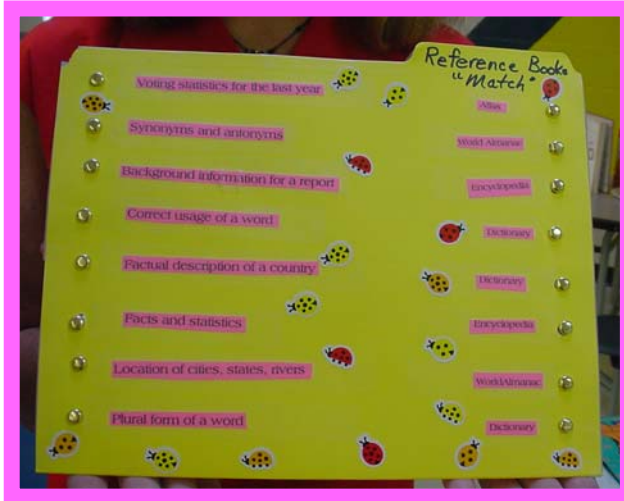 Reference Books
"Match"
Voting statistics for the last year
Synonyms and antonyms
Background information for a report
Correct usage of a word
Factual description of a country
Facts and statistics
Location of cities, states, rivers
Plural form of a word
Atlas
World Almanac
Encyclopedia
Dictionary
Dictionary
Encyclopedia
WorldAlmanac
Dictionary